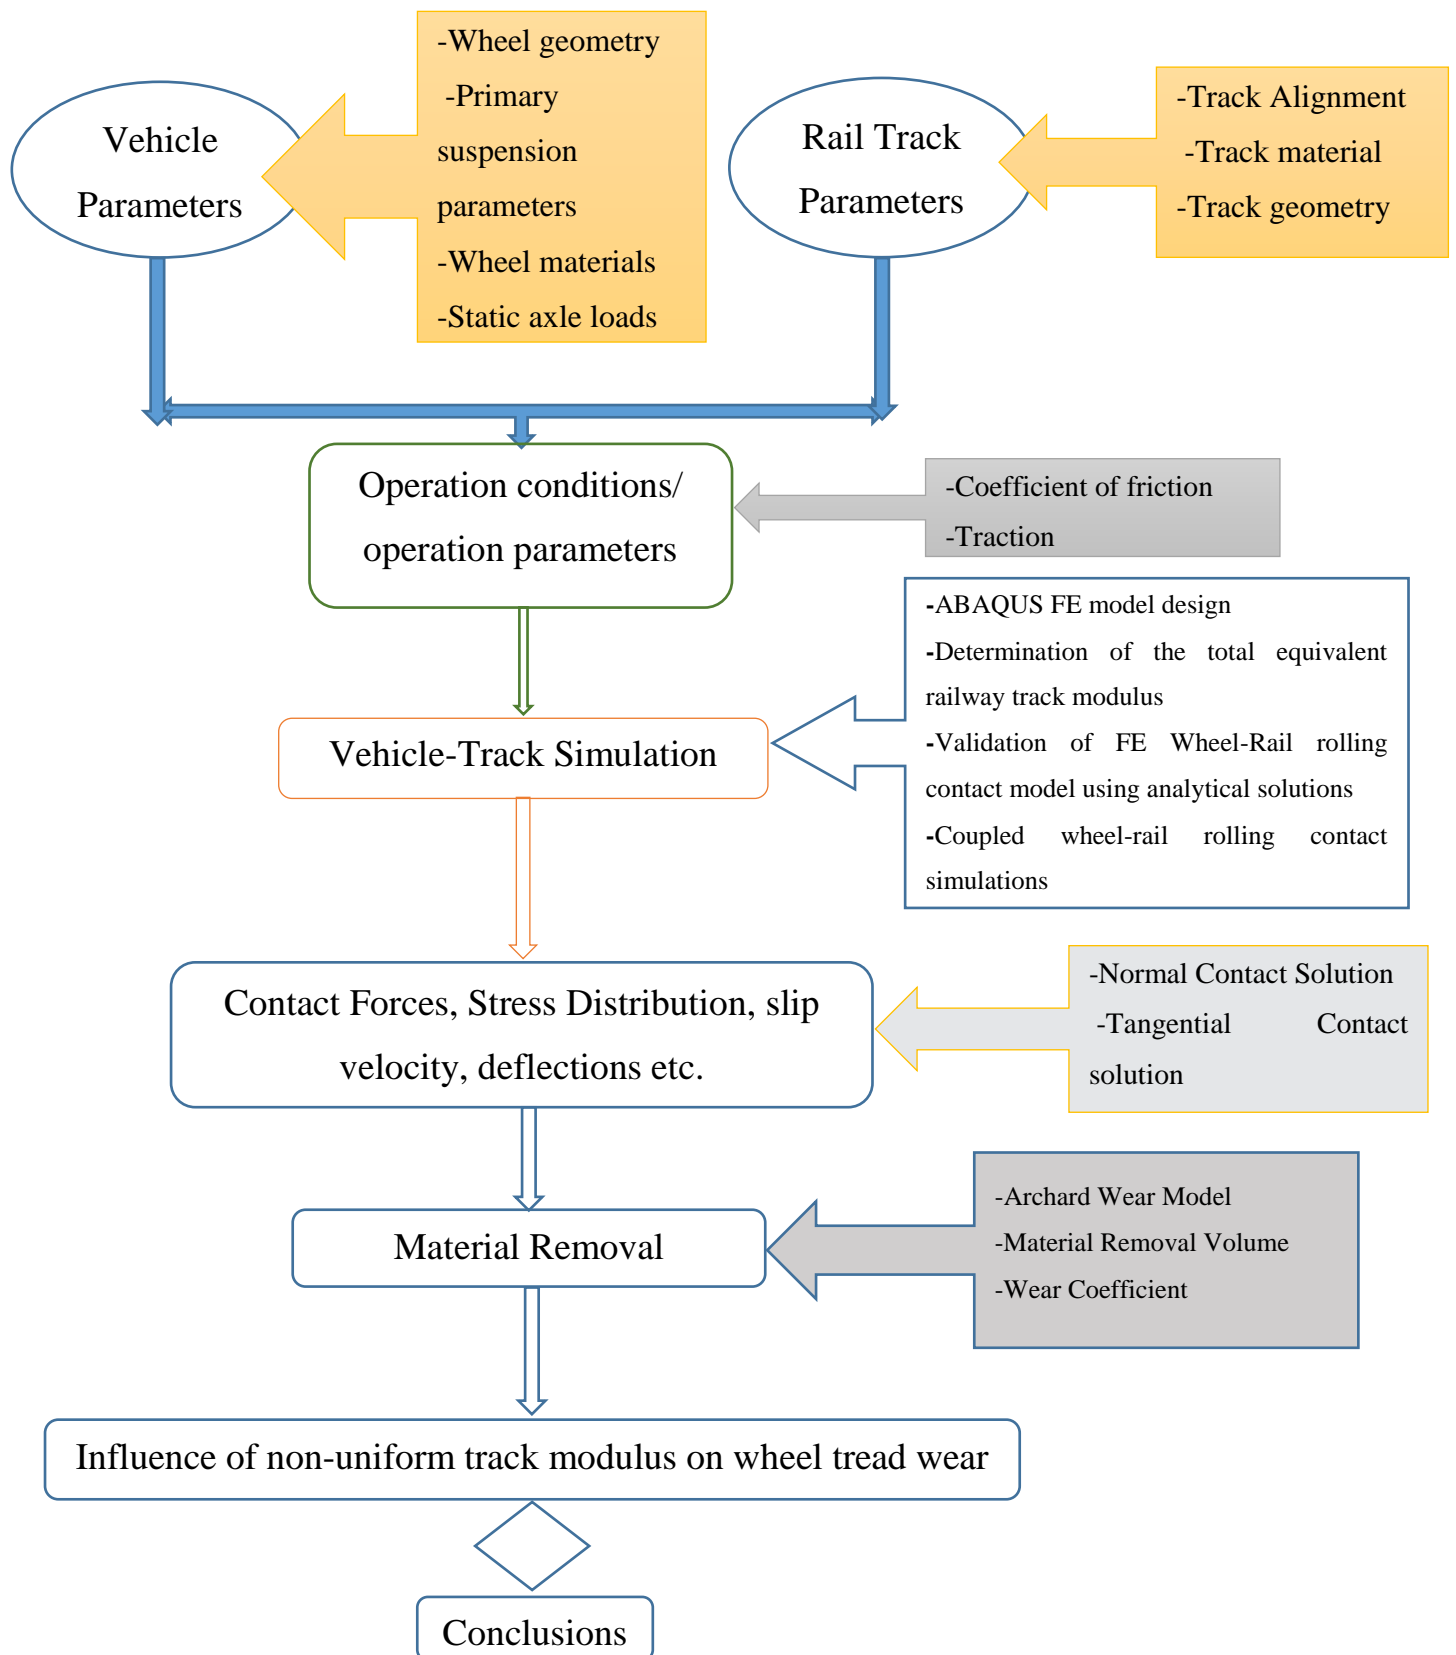 Vehicle
Parameters
-Wheel geometry
-Primary
suspension
parameters
-Wheel materials
-Static axle loads
Rail Track
Parameters
-Track Alignment
-Track material
-Track geometry
Operation conditions/
operation parameters
-Coefficient of friction
-Traction
Vehicle-Track Simulation
-ABAQUS FE model design
-Determination of the total equivalent
railway track modulus
-Validation of FE Wheel-Rail rolling
contact model using analytical solutions
-Coupled wheel-rail rolling contact
simulations
Contact Forces, Stress Distribution, slip
velocity, deflections etc.
-Normal Contact Solution
-Tangential Contact
solution
Material Removal
-Archard Wear Model
-Material Removal Volume
-Wear Coefficient
Influence of non-uniform track modulus on wheel tread wear
Conclusions